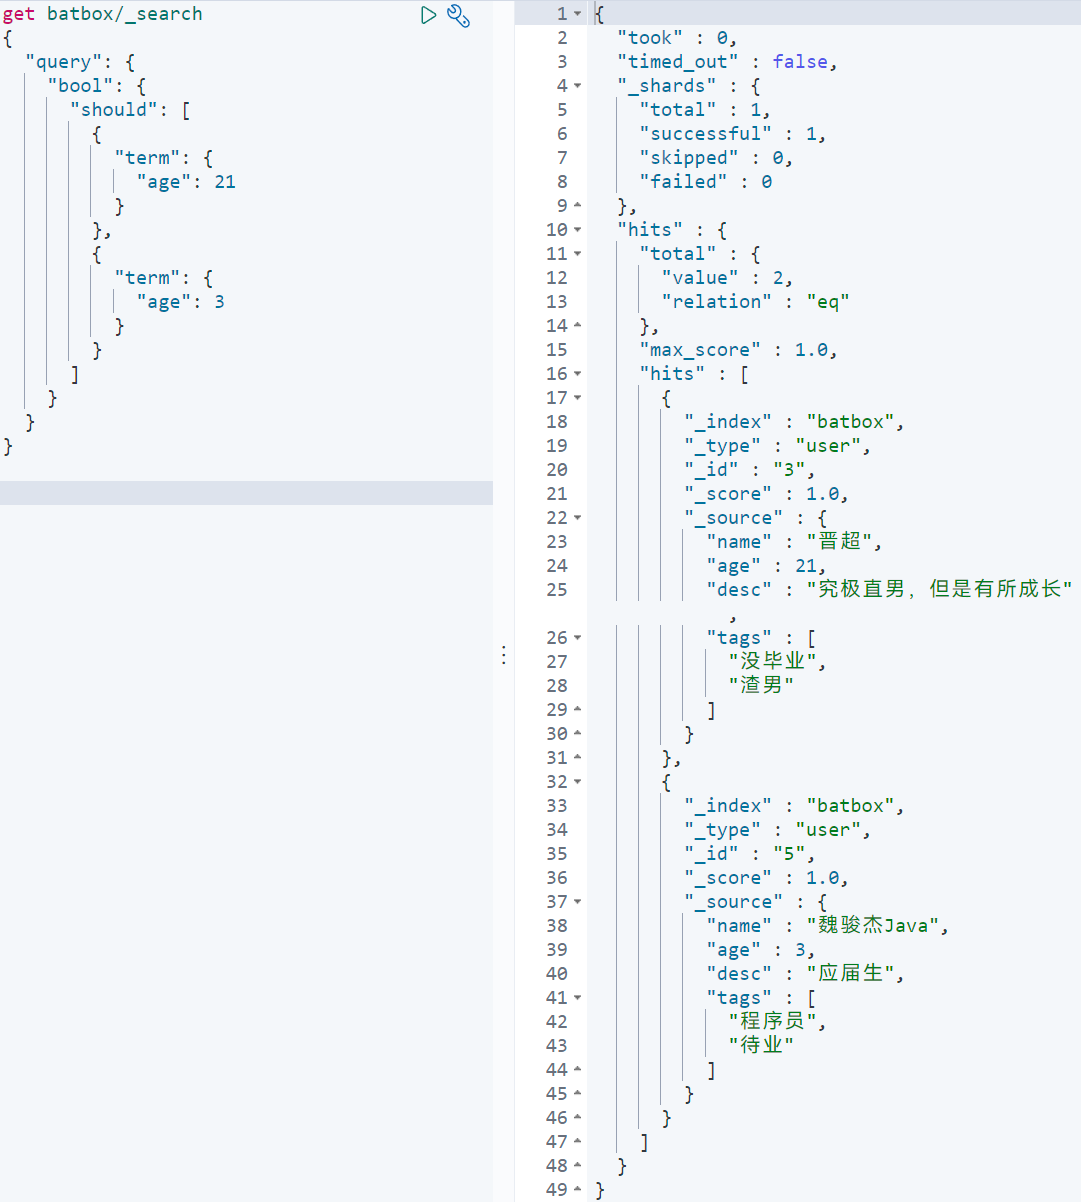 get batbox/_search
{
  "query": {
    "bool": {
      "should": [
        {
          "term": {
            "age": 21
          }
        },
        {
          "term": {
            "age": 3
          }
        }
      ]
    }
  }
}
1 {
2   "took" : 0,
3   "timed_out" : false,
4   "_shards" : {
5     "total" : 1,
6     "successful" : 1,
7     "skipped" : 0,
8     "failed" : 0
9   },
10   "hits" : {
11     "total" : {
12       "value" : 2,
13       "relation" : "eq"
14     },
15     "max_score" : 1.0,
16     "hits" : [
17       {
18         "_index" : "batbox",
19         "_type" : "user",
20         "_id" : "3",
21         "_score" : 1.0,
22         "_source" : {
23           "name" : "晋超",
24           "age" : 21,
25           "desc" : "究极直男，但是有所成长"
             ,
26           "tags" : [
27             "没毕业",
28             "渣男"
29           ]
30         }
31       },
32       {
33         "_index" : "batbox",
34         "_type" : "user",
35         "_id" : "5",
36         "_score" : 1.0,
37         "_source" : {
38           "name" : "魏骏杰Java",
39           "age" : 3,
40           "desc" : "应届生",
41           "tags" : [
42             "程序员",
43             "待业"
44           ]
45         }
46       }
47     ]
48   }
49 }